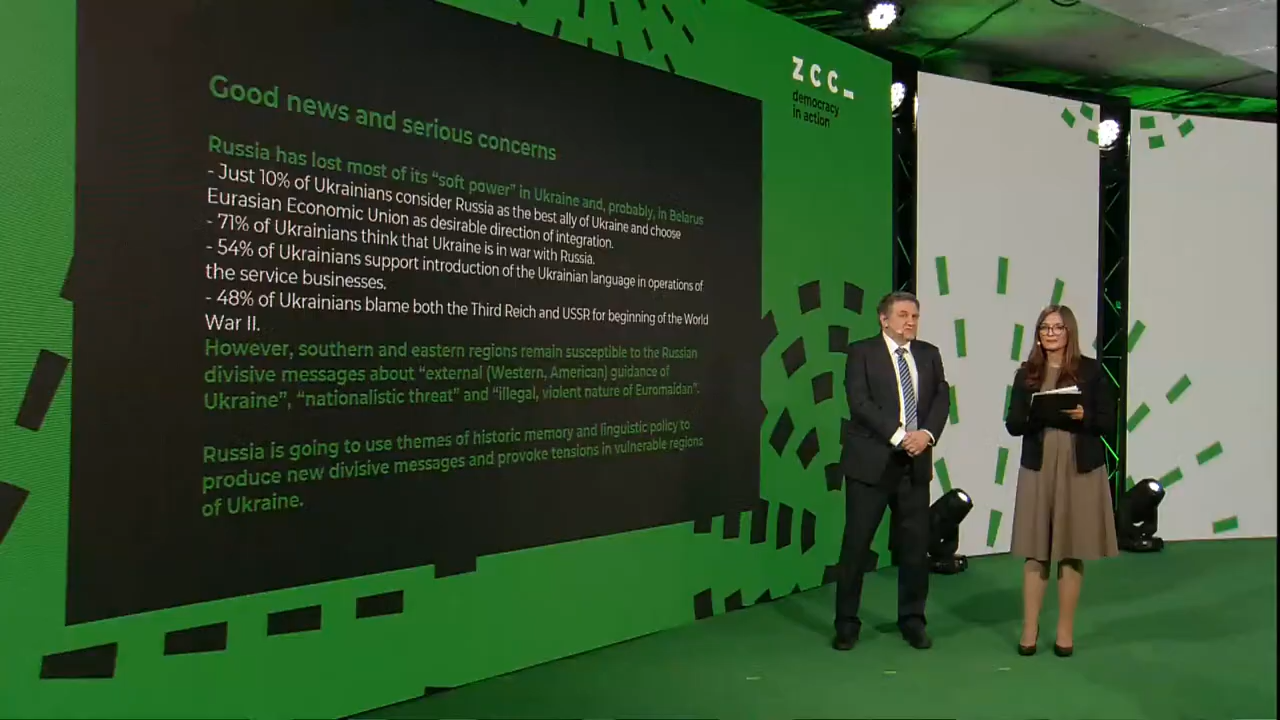 Good news and serious concerns
Russia has lost most of its “soft power” in Ukraine and, probably, in Belarus
- Just 10% of Ukrainians consider Russia as the best ally of Ukraine and choose
Eurasian Economic Union as desirable direction of integration.
- 71% of Ukrainians think that Ukraine is in war with Russia.
- 54% of Ukrainians support introduction of the Ukrainian language in operations of
the service businesses.
- 48% of Ukrainians blame both the Third Reich and USSR for beginning of the World
War II.
However, southern and eastern regions remain susceptible to the Russian
divisive messages about “external (Western, American) guidance of
Ukraine”, “nationalistic threat” and “illegal, violent nature of Euromaidan”.
Russia is going to use themes of historic memory and linguistic policy to
produce new divisive messages and provoke tensions in vulnerable regions
of Ukraine.
zcc_
democracy
in action